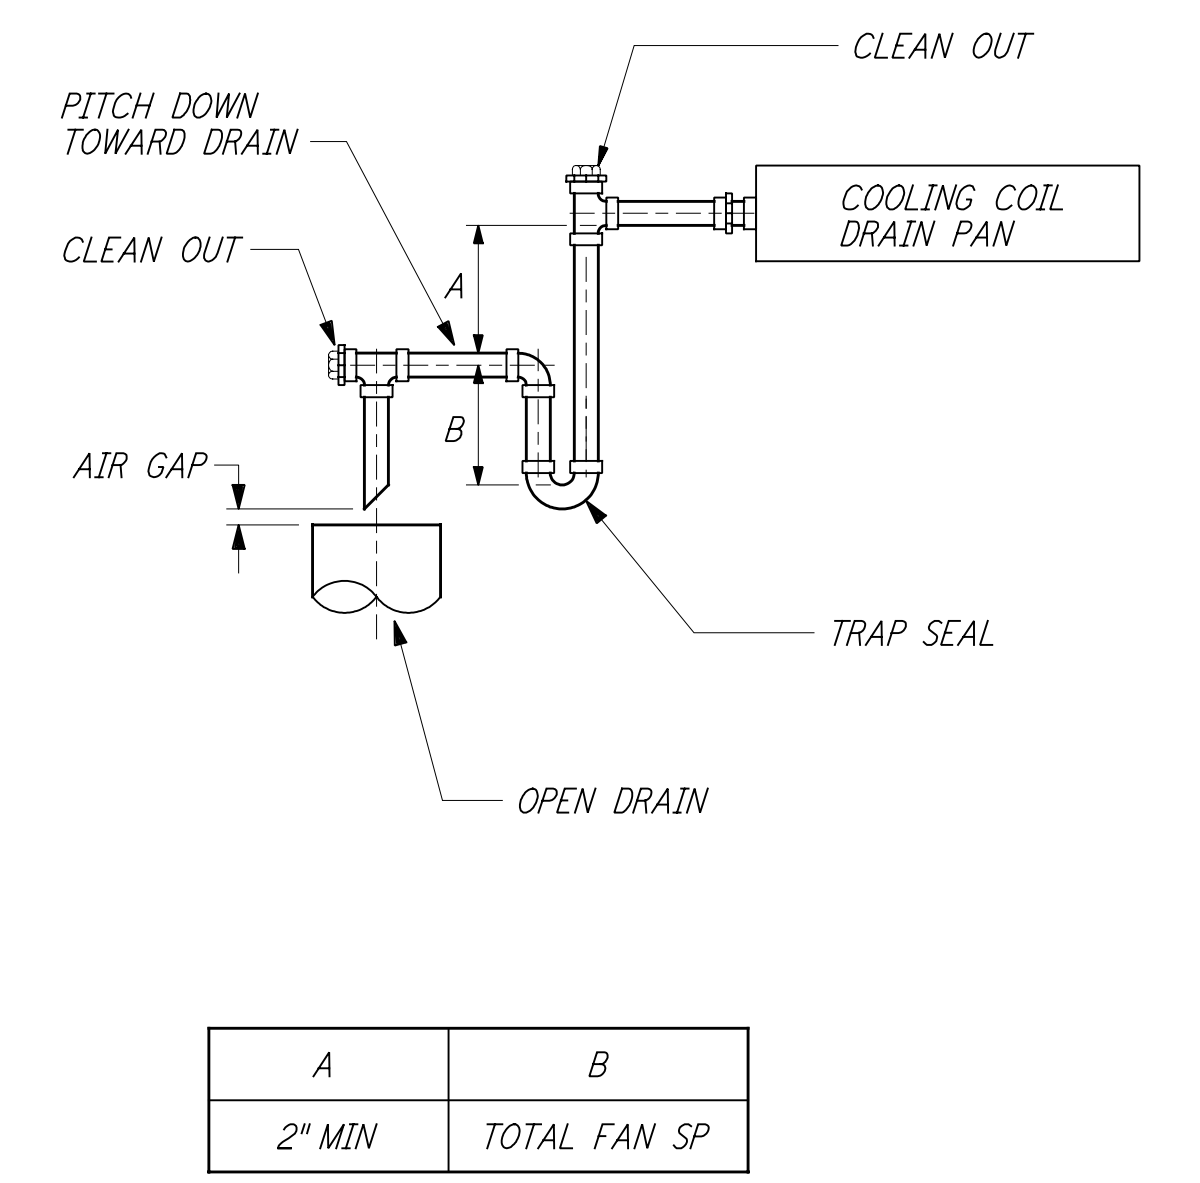 CLEAN OUT
PITCH DOWN
TOWARD DRAIN
COOLING COIL
DRAIN PAN
CLEAN OUT
A
B
AIR GAP
TRAP SEAL
OPEN DRAIN
A B
2" MIN TOTAL FAN SP